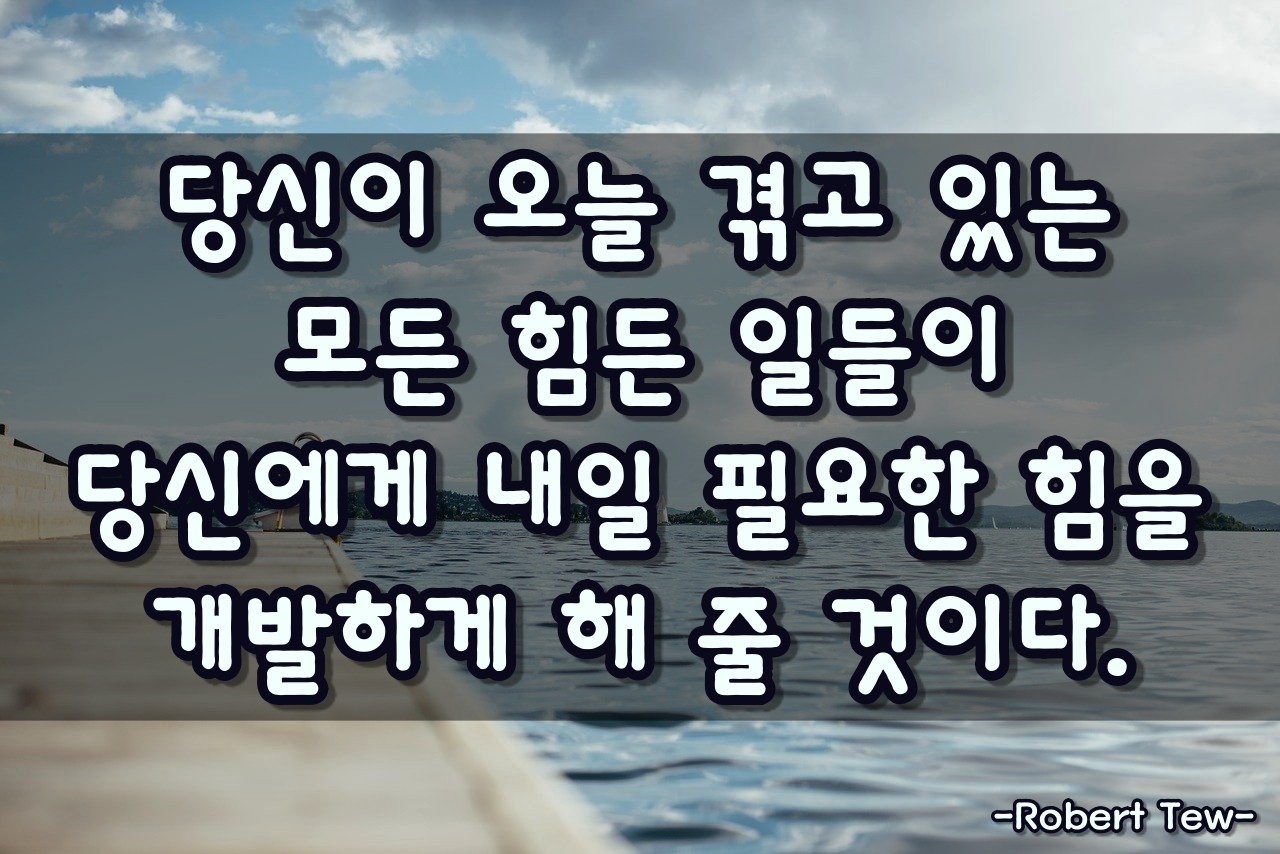 당신이 오늘 겪고 있는
모든 힘든 일들이
당신에게 내일 필요한 힘을
개발하게 해 줄 것이다.
-Robert Tew-